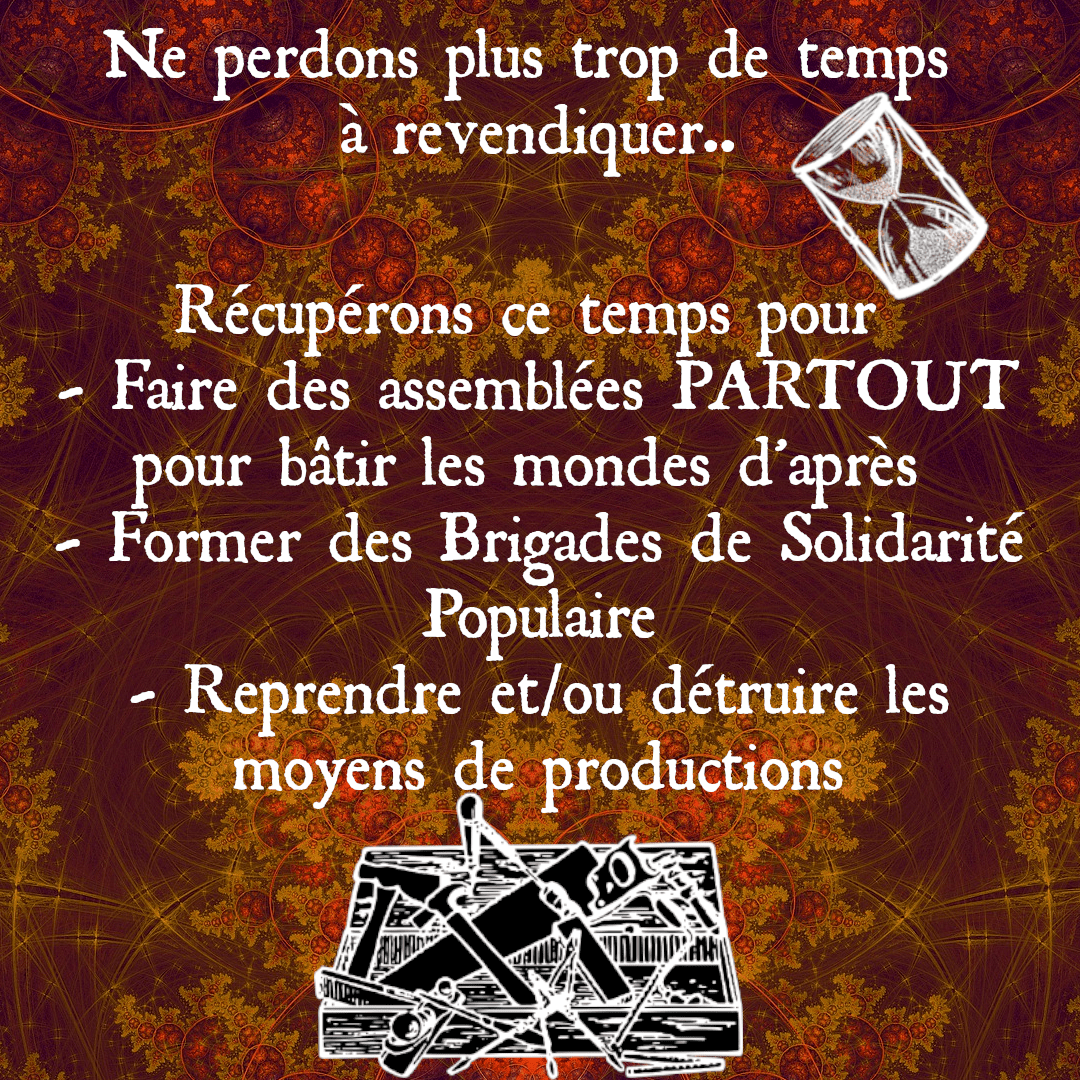 Ne perdons plus trop de temps
à revendiquer..
Récupérons ce temps pour
- Faire des assemblées PARTOUT
pour bâtir les mondes d'après
- Former des Brigades de Solidarité
Populaire
- Reprendre et/ou détruire les
moyens de productions